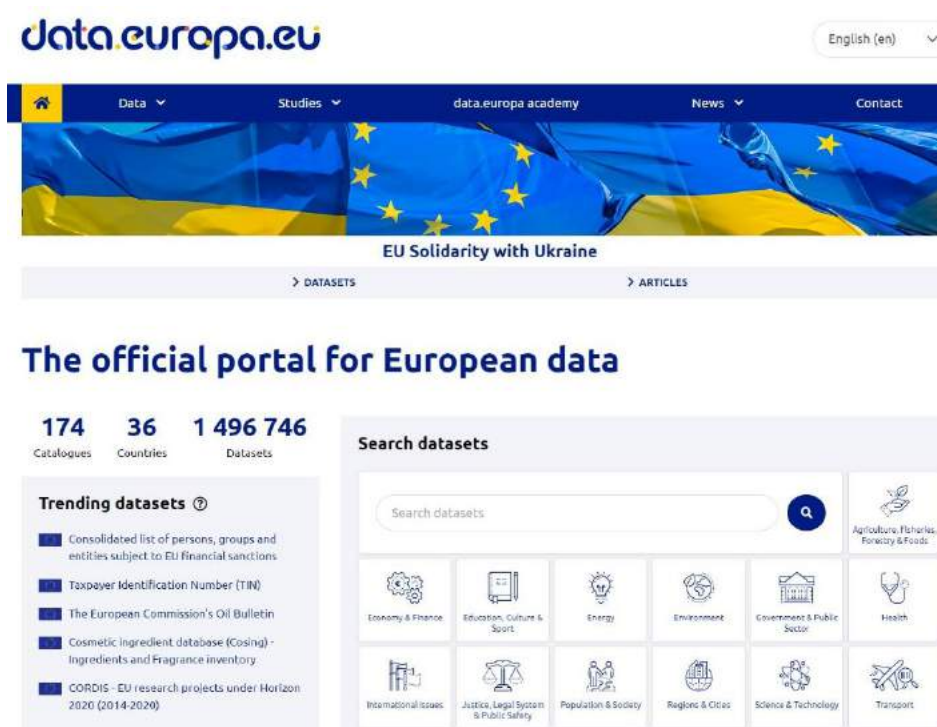 data.europa.eu
English (en)
Data
Studies
data.europa academy
News
Contact
EU Solidarity with Ukraine
DATASETS
ARTICLES
The official portal for European data
174
Catalogues
36
Countries
1 496 746
Datasets
Trending datasets
Consolidated list of persons, groups and
entities subject to EU financial sanctions
Taxpayer Identification Number (TIN)
The European Commission's Oil Bulletin
Cosmetic ingredient database (Cosing) -
Ingredients and Fragrance inventory
CORDIS - EU research projects under Horizon
2020 (2014-2020)
Search datasets
Search datasets
Agriculture, Fisheries,
Forestry & Foods
Economy & Finance
Education, Culture &
Sport
Energy
Environment
Government & Public
Sector
Health
International Issues
Justice, Legal System
& Public Safety
Population & Society
Regions & Cities
Science & Technology
Transport